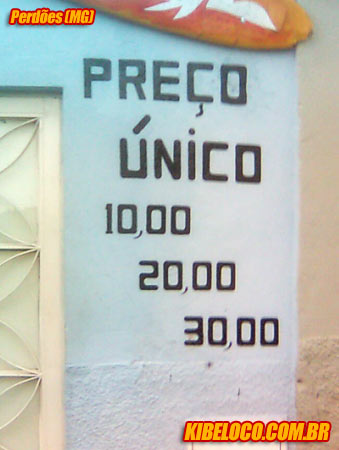 Perdões (MG)
PREÇO
ÚNICO
10,00
20,00
30,00
KIBELOCO.COM.BR